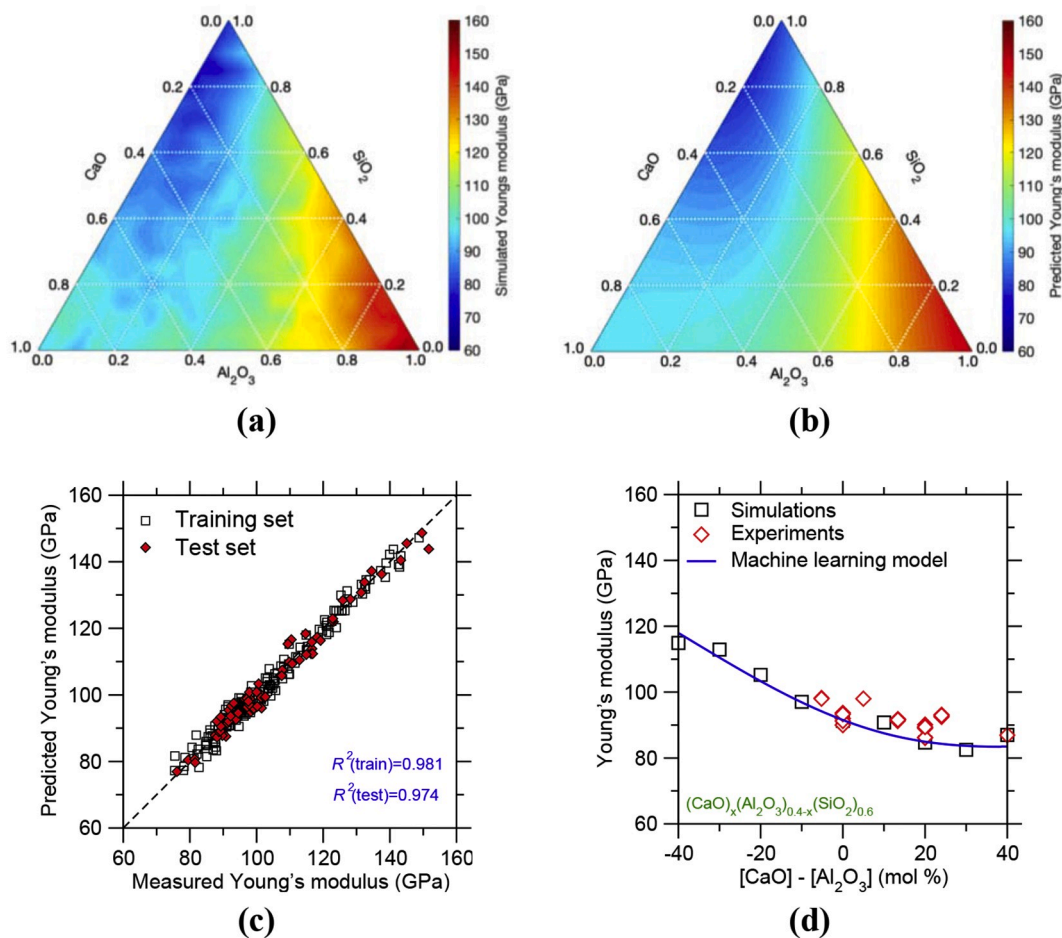 0.0 1.0
0.2 0.8
0.4 0.6
0.6 0.4
0.8 0.2
1.0 0.0
0.0 0.2 0.4 0.6 0.8 1.0
CaO
SiO₂
Al₂O₃
160
150
140
130
120
110
100
90
80
70
60
Simulated Youngs modulus (GPa)
(a)
0.0 1.0
0.2 0.8
0.4 0.6
0.6 0.4
0.8 0.2
1.0 0.0
0.0 0.2 0.4 0.6 0.8 1.0
CaO
SiO₂
Al₂O₃
160
150
140
130
120
110
100
90
80
70
60
Predicted Young's modulus (GPa)
(b)
160
140
120
100
80
60
Predicted Young's modulus (GPa)
Training set
Test set
R²(train)=0.981
R²(test)=0.974
60 80 100 120 140 160
Measured Young's modulus (GPa)
(c)
160
140
120
100
80
60
Young's modulus (GPa)
Simulations
Experiments
Machine learning model
(CaO)ₓ(Al₂O₃)₀.₄₋ₓ(SiO₂)₀.₆
-40 -20 0 20 40
[CaO] - [Al₂O₃] (mol %)
(d)